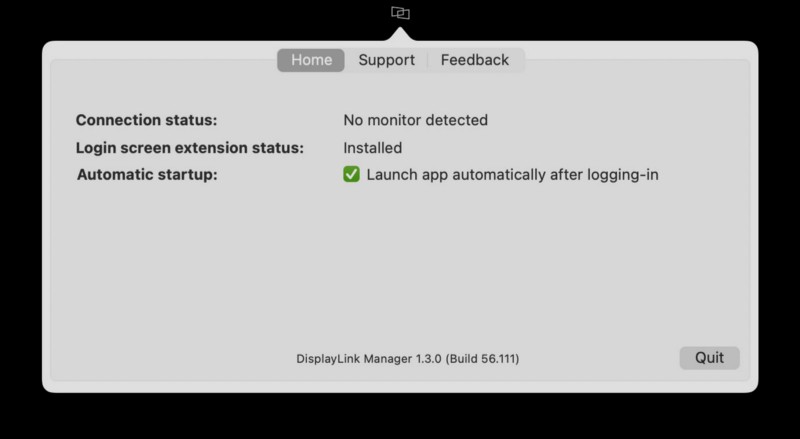 Home Support Feedback
Connection status: No monitor detected
Login screen extension status: Installed
Automatic startup: Launch app automatically after logging-in
DisplayLink Manager 1.3.0 (Build 56.111) Quit